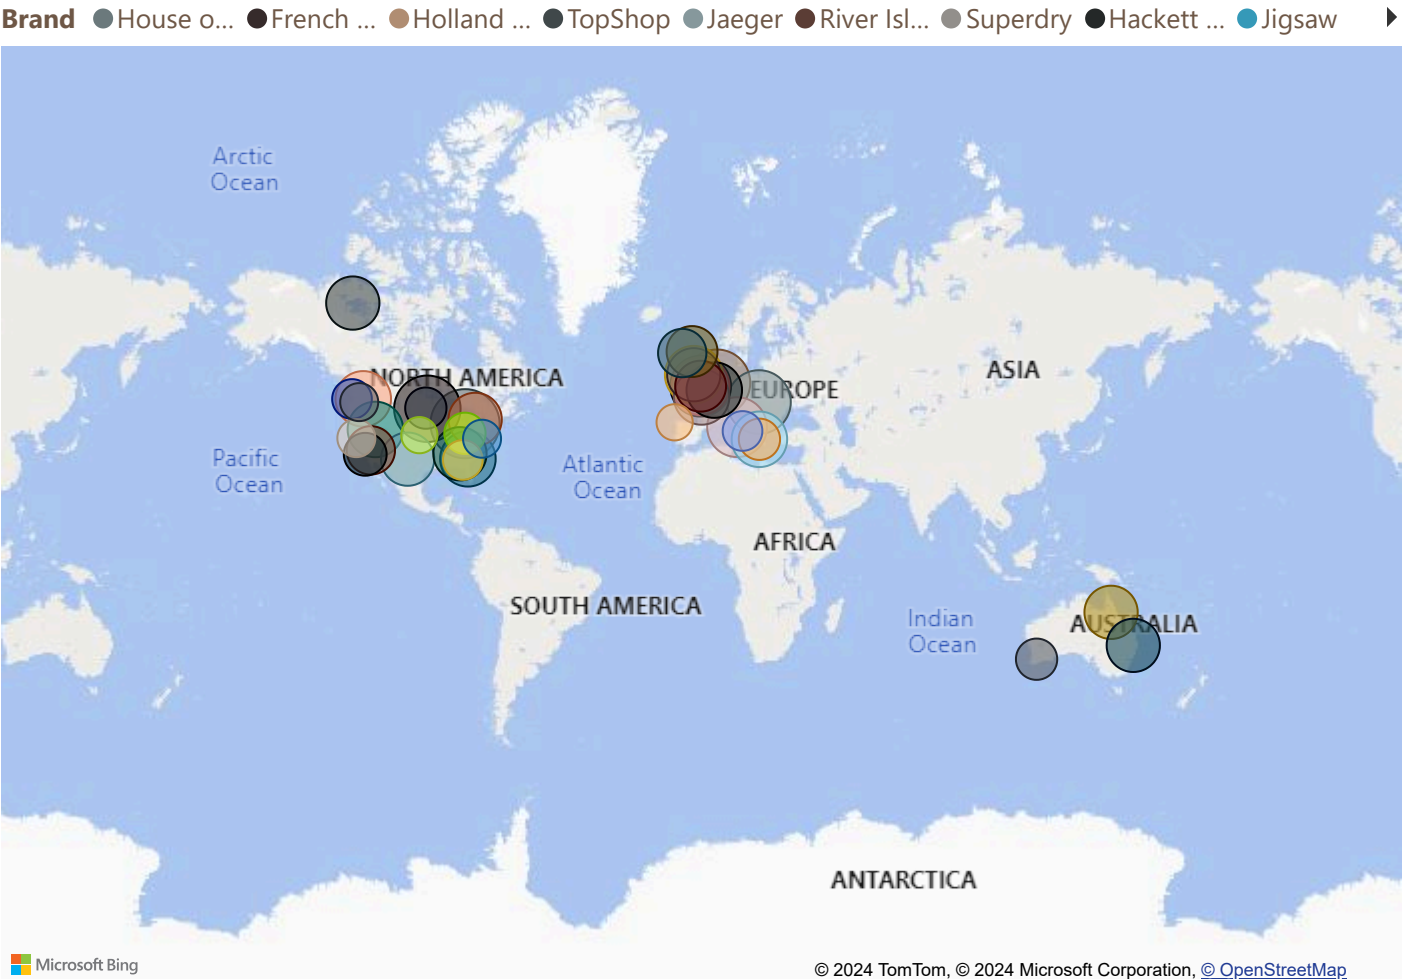 Brand House o... French ... Holland ... TopShop Jaeger River Isl... Superdry Hackett ... Jigsaw
Arctic
Ocean
NORTH AMERICA
EUROPE
ASIA
Pacific
Ocean
Atlantic
Ocean
AFRICA
SOUTH AMERICA
Indian
Ocean
AUSTRALIA
ANTARCTICA
Microsoft Bing
© 2024 TomTom, © 2024 Microsoft Corporation, © OpenStreetMap